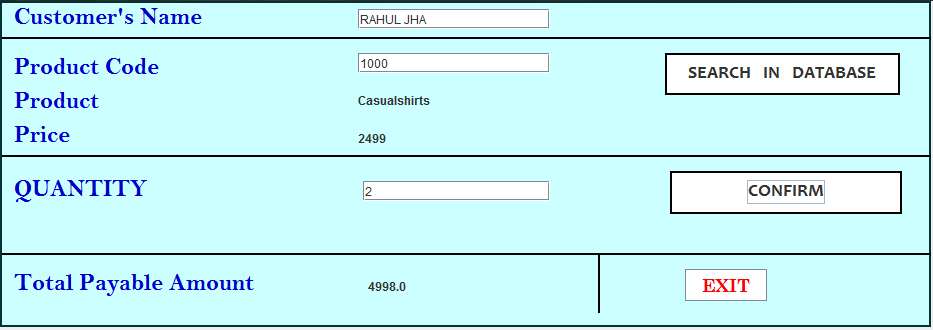 Customer's Name RAHUL JHA
Product Code 1000 SEARCH IN DATABASE
Product Casualshirts
Price 2499
QUANTITY 2 CONFIRM
Total Payable Amount 4998.0 EXIT